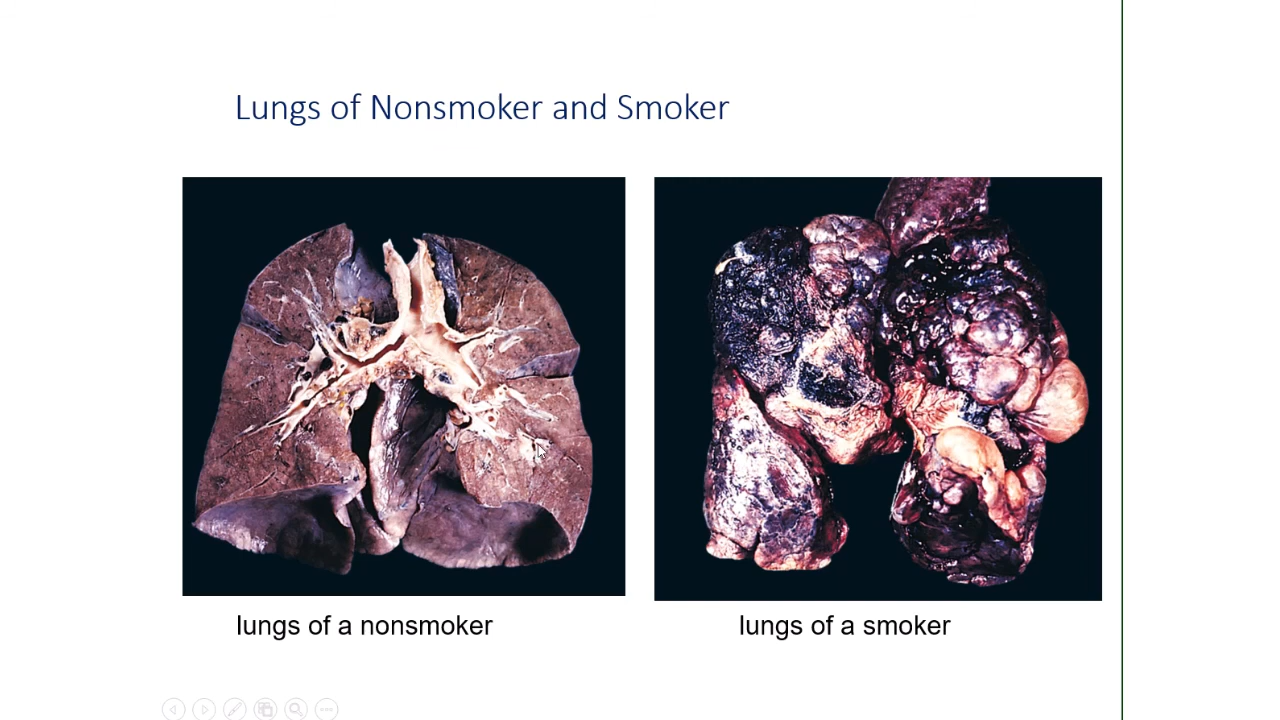 Lungs of Nonsmoker and Smoker
lungs of a nonsmoker
lungs of a smoker